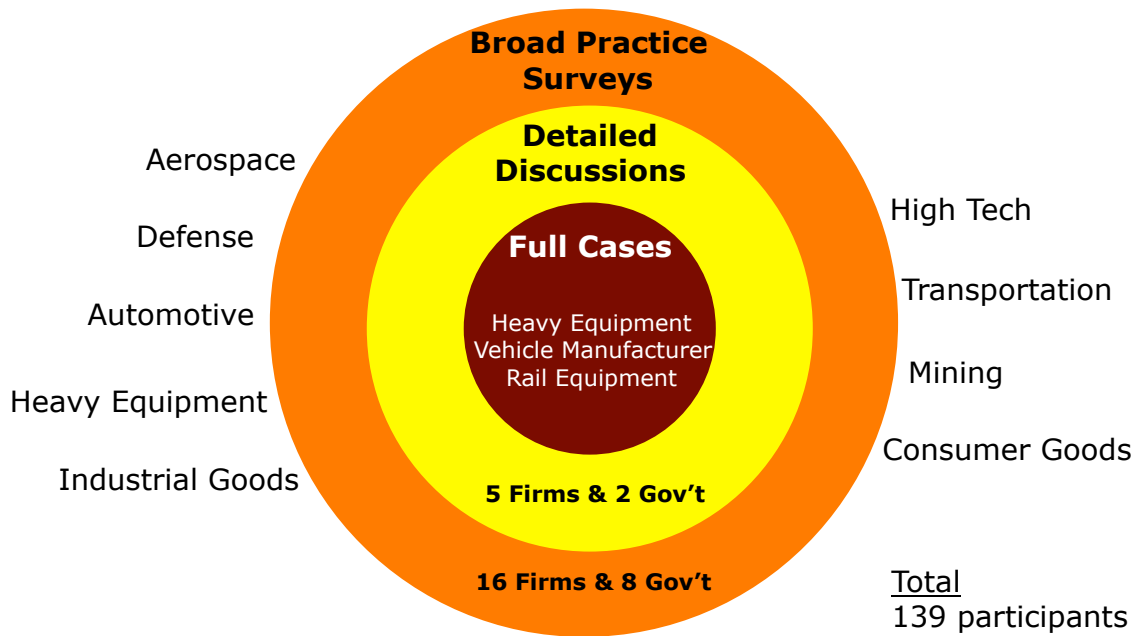 Broad Practice
Surveys
Detailed
Discussions
Full Cases
Heavy Equipment
Vehicle Manufacturer
Rail Equipment
5 Firms & 2 Gov’t
16 Firms & 8 Gov’t
Aerospace
Defense
Automotive
Heavy Equipment
Industrial Goods
High Tech
Transportation
Mining
Consumer Goods
Total
139 participants